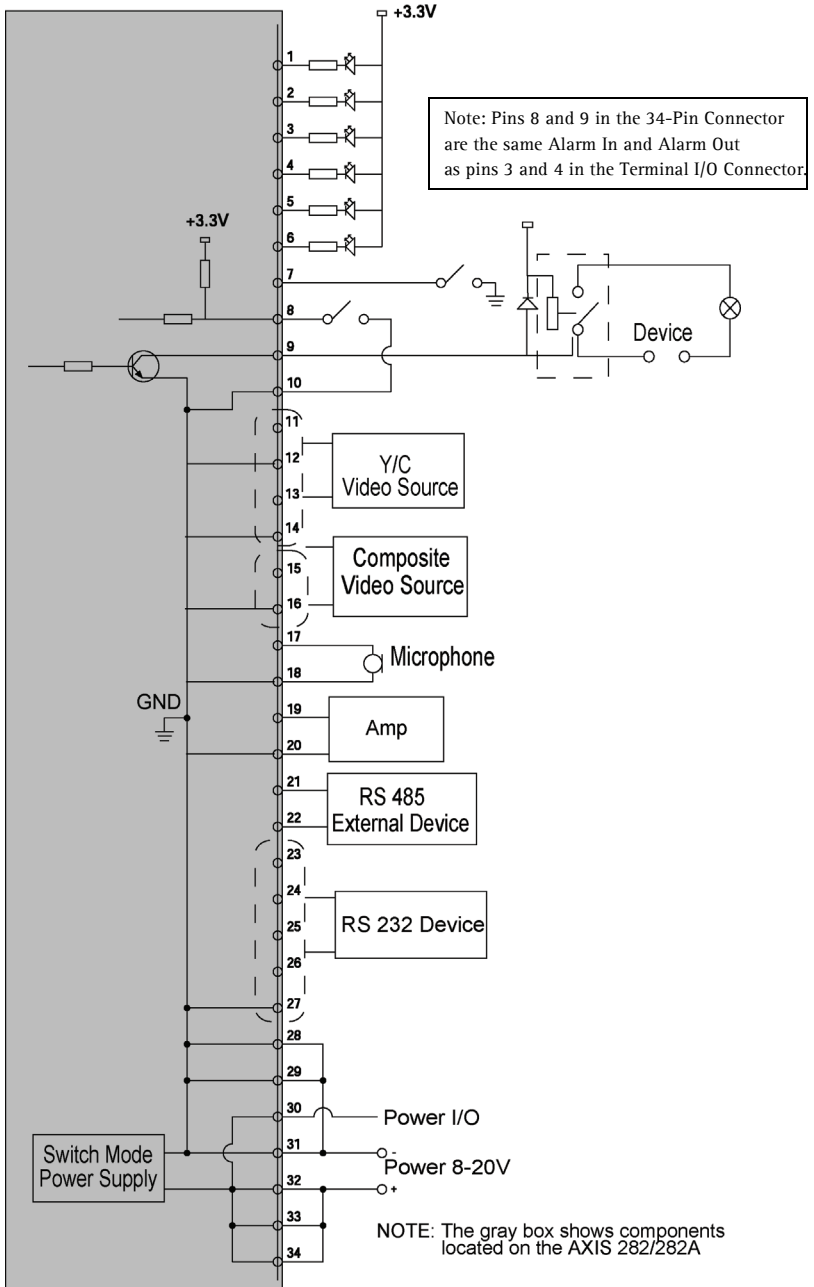 +3.3V
1
2
3
4
5
6
7
8
9
10
11
12
13
14
15
16
17
18
19
20
21
22
23
24
25
26
27
28
29
30
31
32
33
34
Note: Pins 8 and 9 in the 34-Pin Connector
are the same Alarm In and Alarm Out
as pins 3 and 4 in the Terminal I/O Connector.
+3.3V
Device
Y/C
Video Source
Composite
Video Source
Microphone
GND
Amp
RS 485
External Device
RS 232 Device
Power I/O
-
Power 8-20V
+
Switch Mode
Power Supply
NOTE: The gray box shows components
located on the AXIS 282/282A